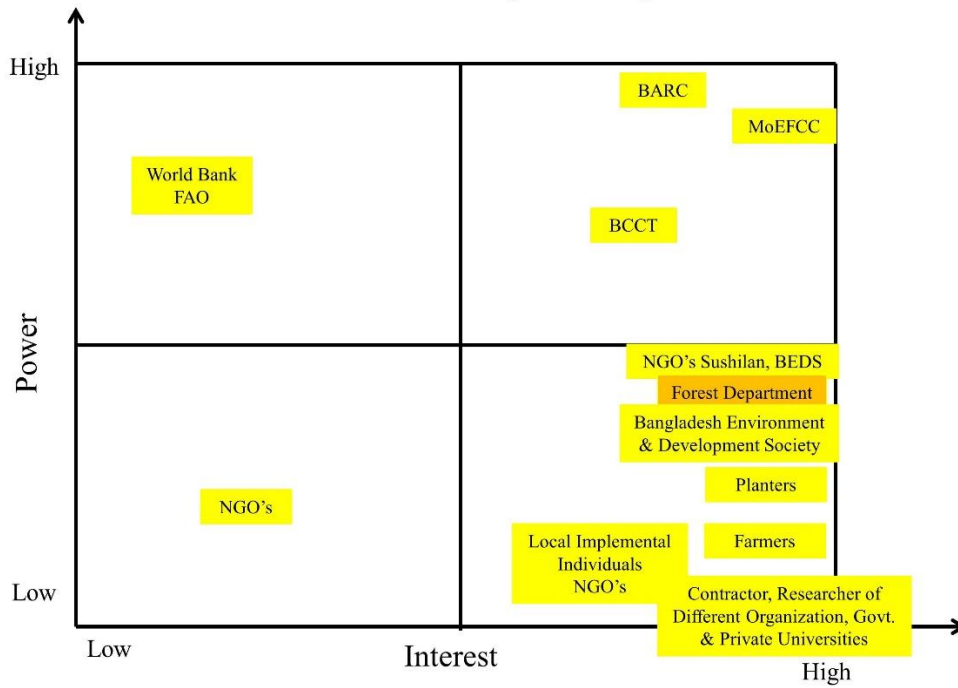 High
BARC
MoEFCC
World Bank
FAO
BCCT
Power
NGO’s Sushilan, BEDS
Forest Department
Bangladesh Environment
& Development Society
Planters
NGO’s
Local Implemental
Individuals
NGO’s
Farmers
Low
Contractor, Researcher of
Different Organization, Govt.
& Private Universities
Low
Interest
High